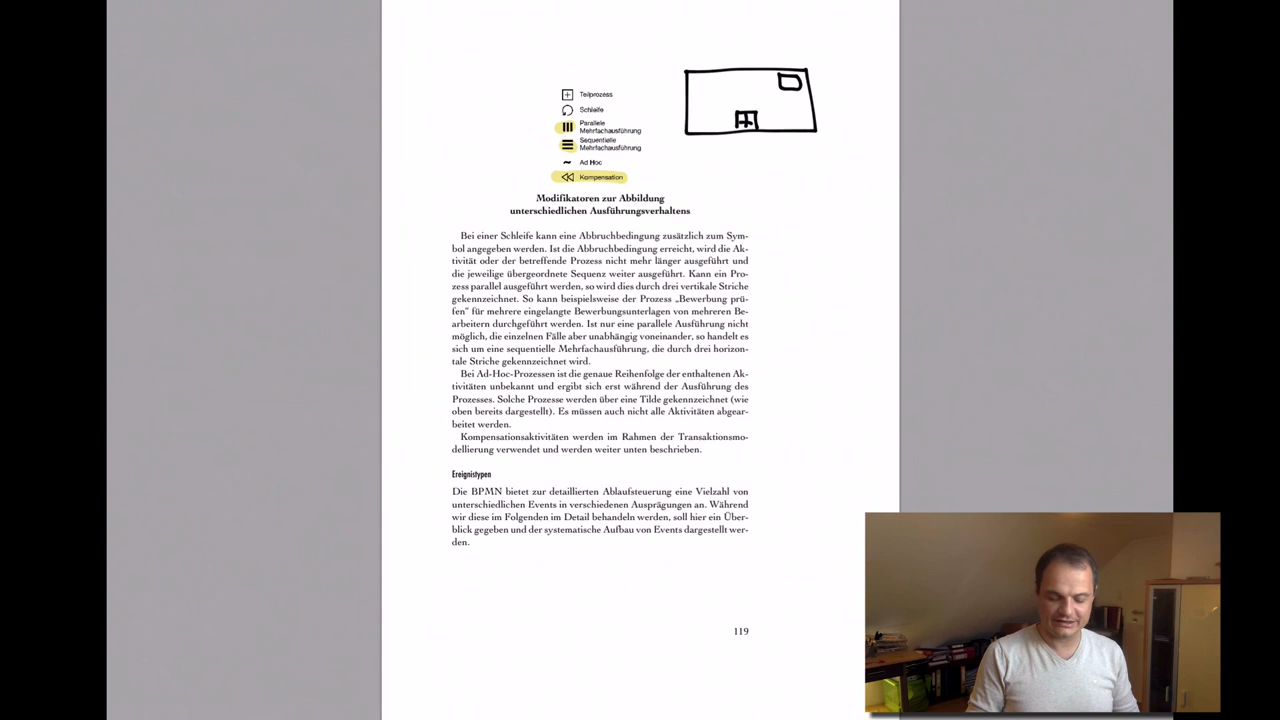 Teilprozess
Schleife
Parallele
Mehrfachausführung
Sequentielle
Mehrfachausführung
Ad Hoc
Kompensation
Modifikatoren zur Abbildung
unterschiedlichen Ausführungsverhaltens
Bei einer Schleife kann eine Abbruchbedingung zusätzlich zum Sym-
bol angegeben werden. Ist die Abbruchbedingung erreicht, wird die Ak-
tivität oder der betreffende Prozess nicht mehr länger ausgeführt und
die jeweilige übergeordnete Sequenz weiter ausgeführt. Kann ein Pro-
zess parallel ausgeführt werden, so wird dies durch drei vertikale Striche
gekennzeichnet. So kann beispielsweise der Prozess „Bewerbung prü-
fen“ für mehrere eingelangte Bewerbungsunterlagen von mehreren Be-
arbeitern durchgeführt werden. Ist nur eine parallele Ausführung nicht
möglich, die einzelnen Fälle aber unabhängig voneinander, so handelt es
sich um eine sequentielle Mehrfachausführung, die durch drei horizon-
tale Striche gekennzeichnet wird.
Bei Ad-Hoc-Prozessen ist die genaue Reihenfolge der enthaltenen Ak-
tivitäten unbekannt und ergibt sich erst während der Ausführung des
Prozesses. Solche Prozesse werden über eine Tilde gekennzeichnet (wie
oben bereits dargestellt). Es müssen auch nicht alle Aktivitäten abgear-
beitet werden.
Kompensationsaktivitäten werden im Rahmen der Transaktionsmo-
dellierung verwendet und werden weiter unten beschrieben.
Ereignistypen
Die BPMN bietet zur detaillierten Ablaufsteuerung eine Vielzahl von
unterschiedlichen Events in verschiedenen Ausprägungen an. Während
wir diese im Folgenden im Detail behandeln werden, soll hier ein Über-
blick gegeben und der systematische Aufbau von Events dargestellt wer-
den.
119